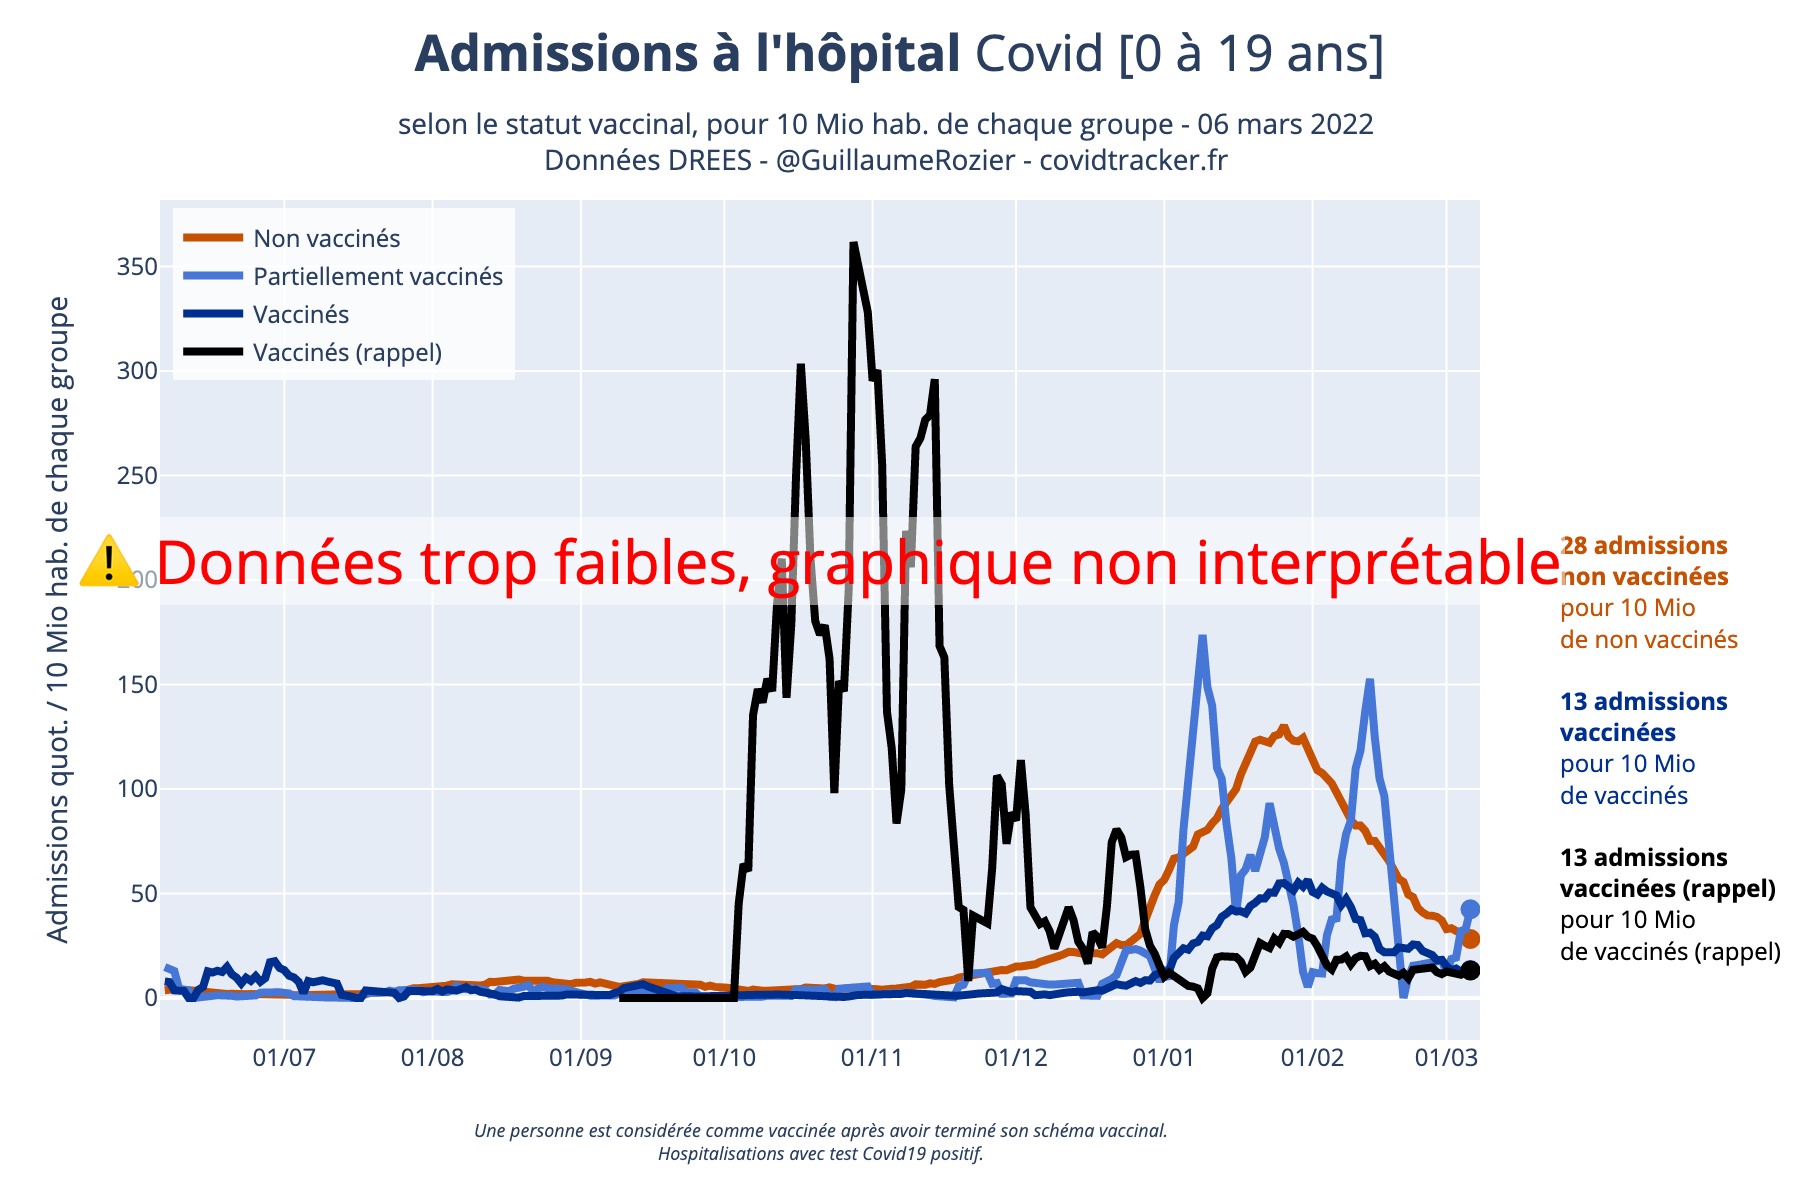 Admissions à l'hôpital Covid [0 à 19 ans]
selon le statut vaccinal, pour 10 Mio hab. de chaque groupe - 06 mars 2022
Données DREES - @GuillaumeRozier - covidtracker.fr
Non vaccinés
Partiellement vaccinés
Vaccinés
Vaccinés (rappel)
Admissions quot. / 10 Mio hab. de chaque groupe
350
300
250
200
150
100
50
0
Données trop faibles, graphique non interprétable
28 admissions
non vaccinées
pour 10 Mio
de non vaccinés
13 admissions
vaccinées
pour 10 Mio
de vaccinés
13 admissions
vaccinées (rappel)
pour 10 Mio
de vaccinés (rappel)
01/07
01/08
01/09
01/10
01/11
01/12
01/01
01/02
01/03
Une personne est considérée comme vaccinée après avoir terminé son schéma vaccinal.
Hospitalisations avec test Covid19 positif.